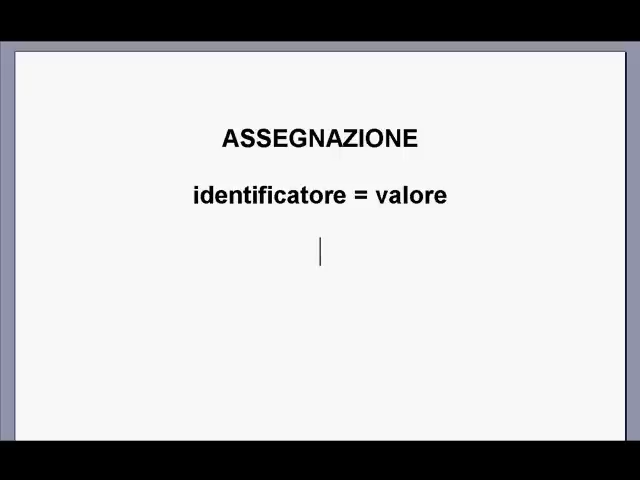 ASSEGNAZIONE
identificatore = valore